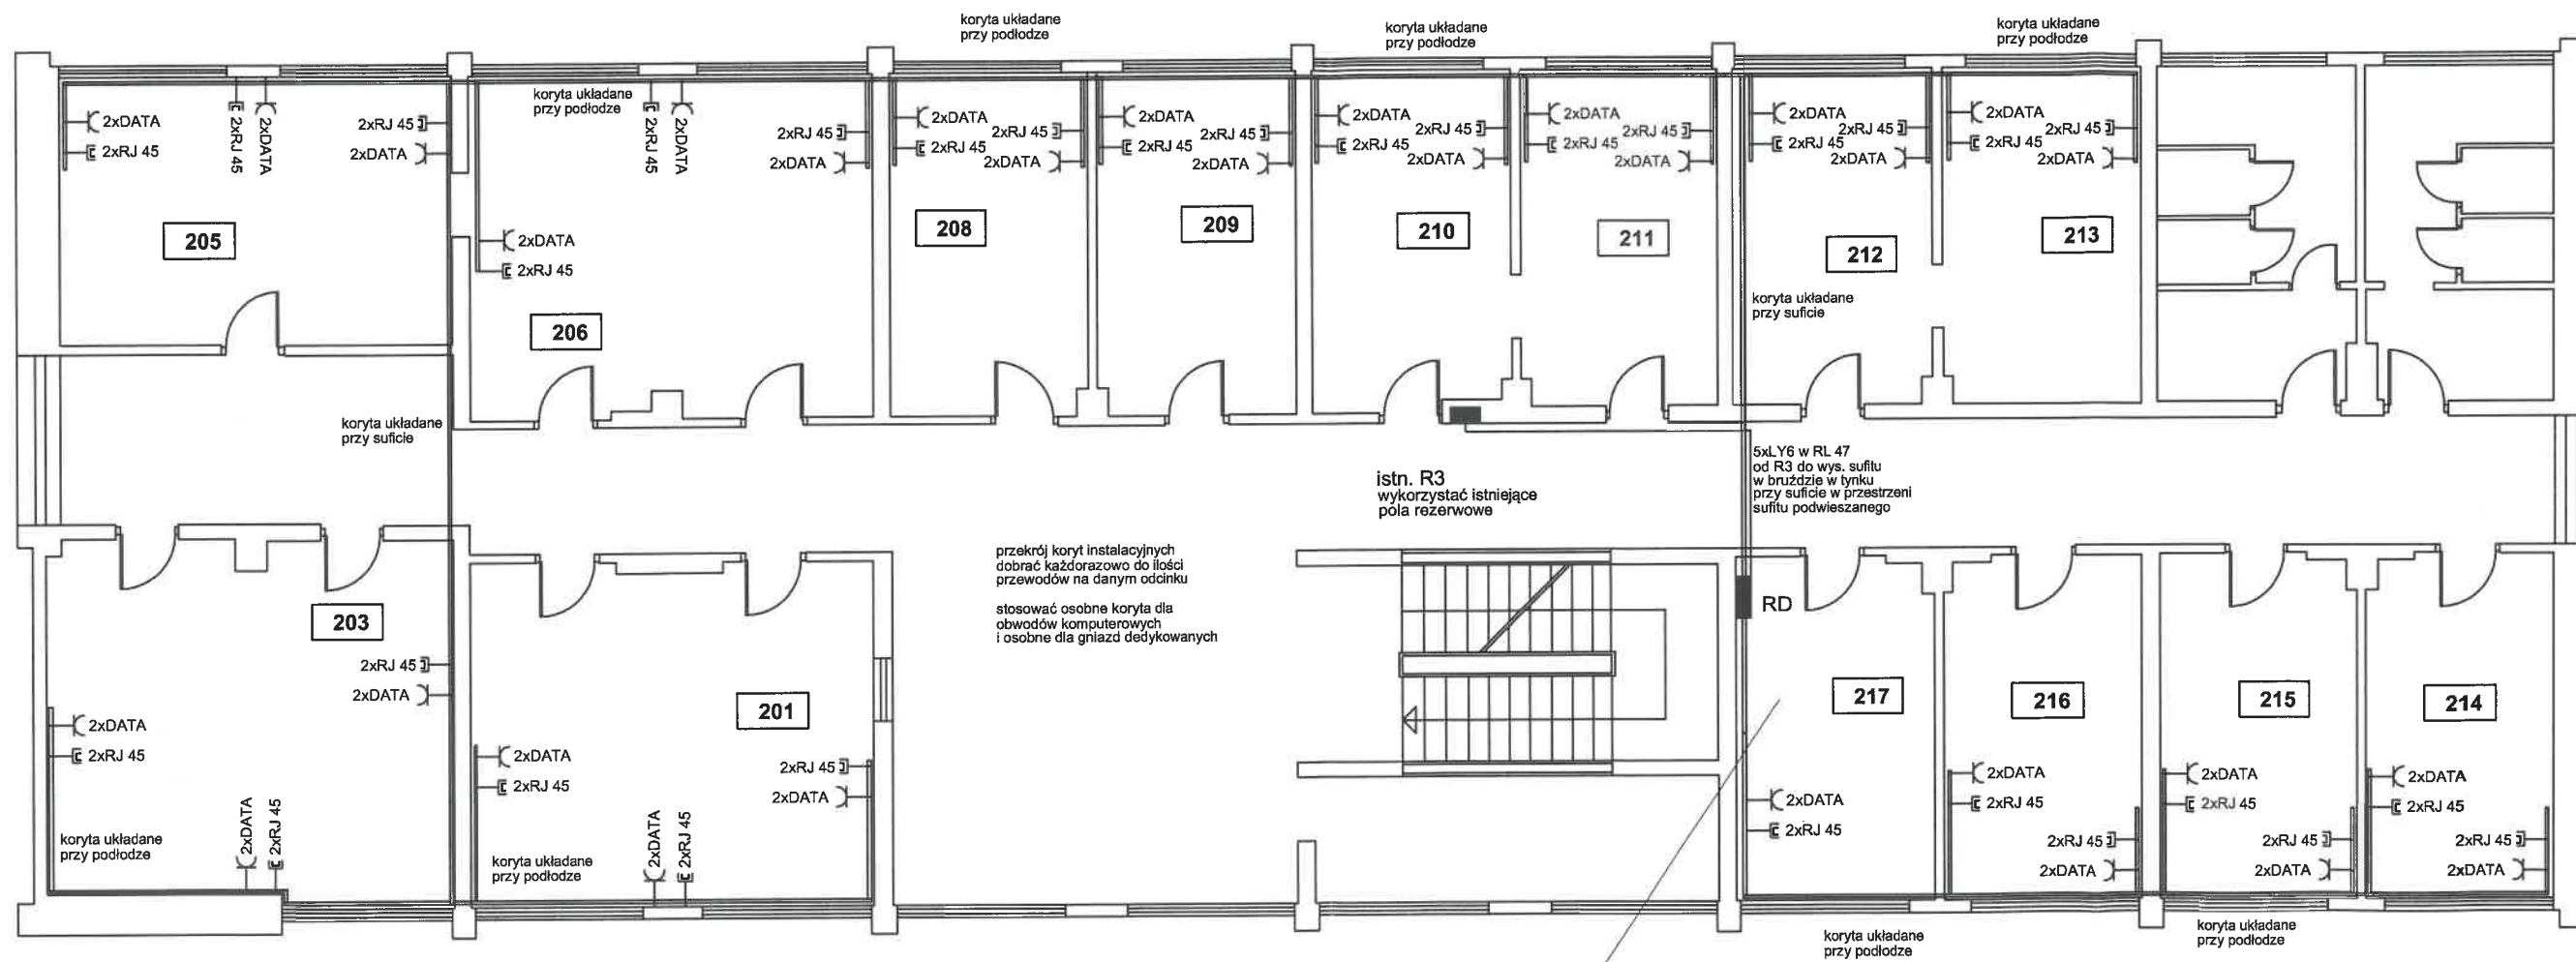 koryta układane
przy podłodze
koryta układane
przy podłodze
koryta układane
przy podłodze
2xDATA
2xRJ 45
2xRJ 45
2xDATA
2xRJ 45
2xDATA
205
koryta układane
przy podłodze
2xRJ 45
2xDATA
2xRJ 45
2xDATA
2xDATA
2xRJ 45
206
2xDATA
2xRJ 45
2xRJ 45
2xDATA
208
2xDATA
2xRJ 45
2xRJ 45
2xDATA
209
2xDATA
2xRJ 45
2xRJ 45
2xDATA
210
2xDATA
2xRJ 45
2xRJ 45
2xDATA
211
2xDATA
2xRJ 45
2xRJ 45
2xDATA
212
koryta układane
przy suficie
2xDATA
2xRJ 45
2xRJ 45
2xDATA
213
koryta układane
przy suficie
istn. R3
wykorzystać istniejące
pola rezerwowe
5xLY6 w RL 47
od R3 do wys. sufitu
w bruździe w tynku
przy suficie w przestrzeni
sufitu podwieszanego
przekrój koryt instalacyjnych
dobrać każdorazowo do ilości
przewodów na danym odcinku
stosować osobne koryta dla
obwodów komputerowych
i osobne dla gniazd dedykowanych
RD
203
2xRJ 45
2xDATA
2xDATA
2xRJ 45
2xDATA
2xRJ 45
koryta układane
przy podłodze
201
2xDATA
2xRJ 45
2xRJ 45
2xDATA
2xDATA
2xRJ 45
koryta układane
przy podłodze
217
2xDATA
2xRJ 45
216
2xDATA
2xRJ 45
2xRJ 45
2xDATA
215
2xDATA
2xRJ 45
2xRJ 45
2xDATA
214
2xDATA
2xRJ 45
2xRJ 45
2xDATA
koryta układane
przy podłodze
koryta układane
przy podłodze